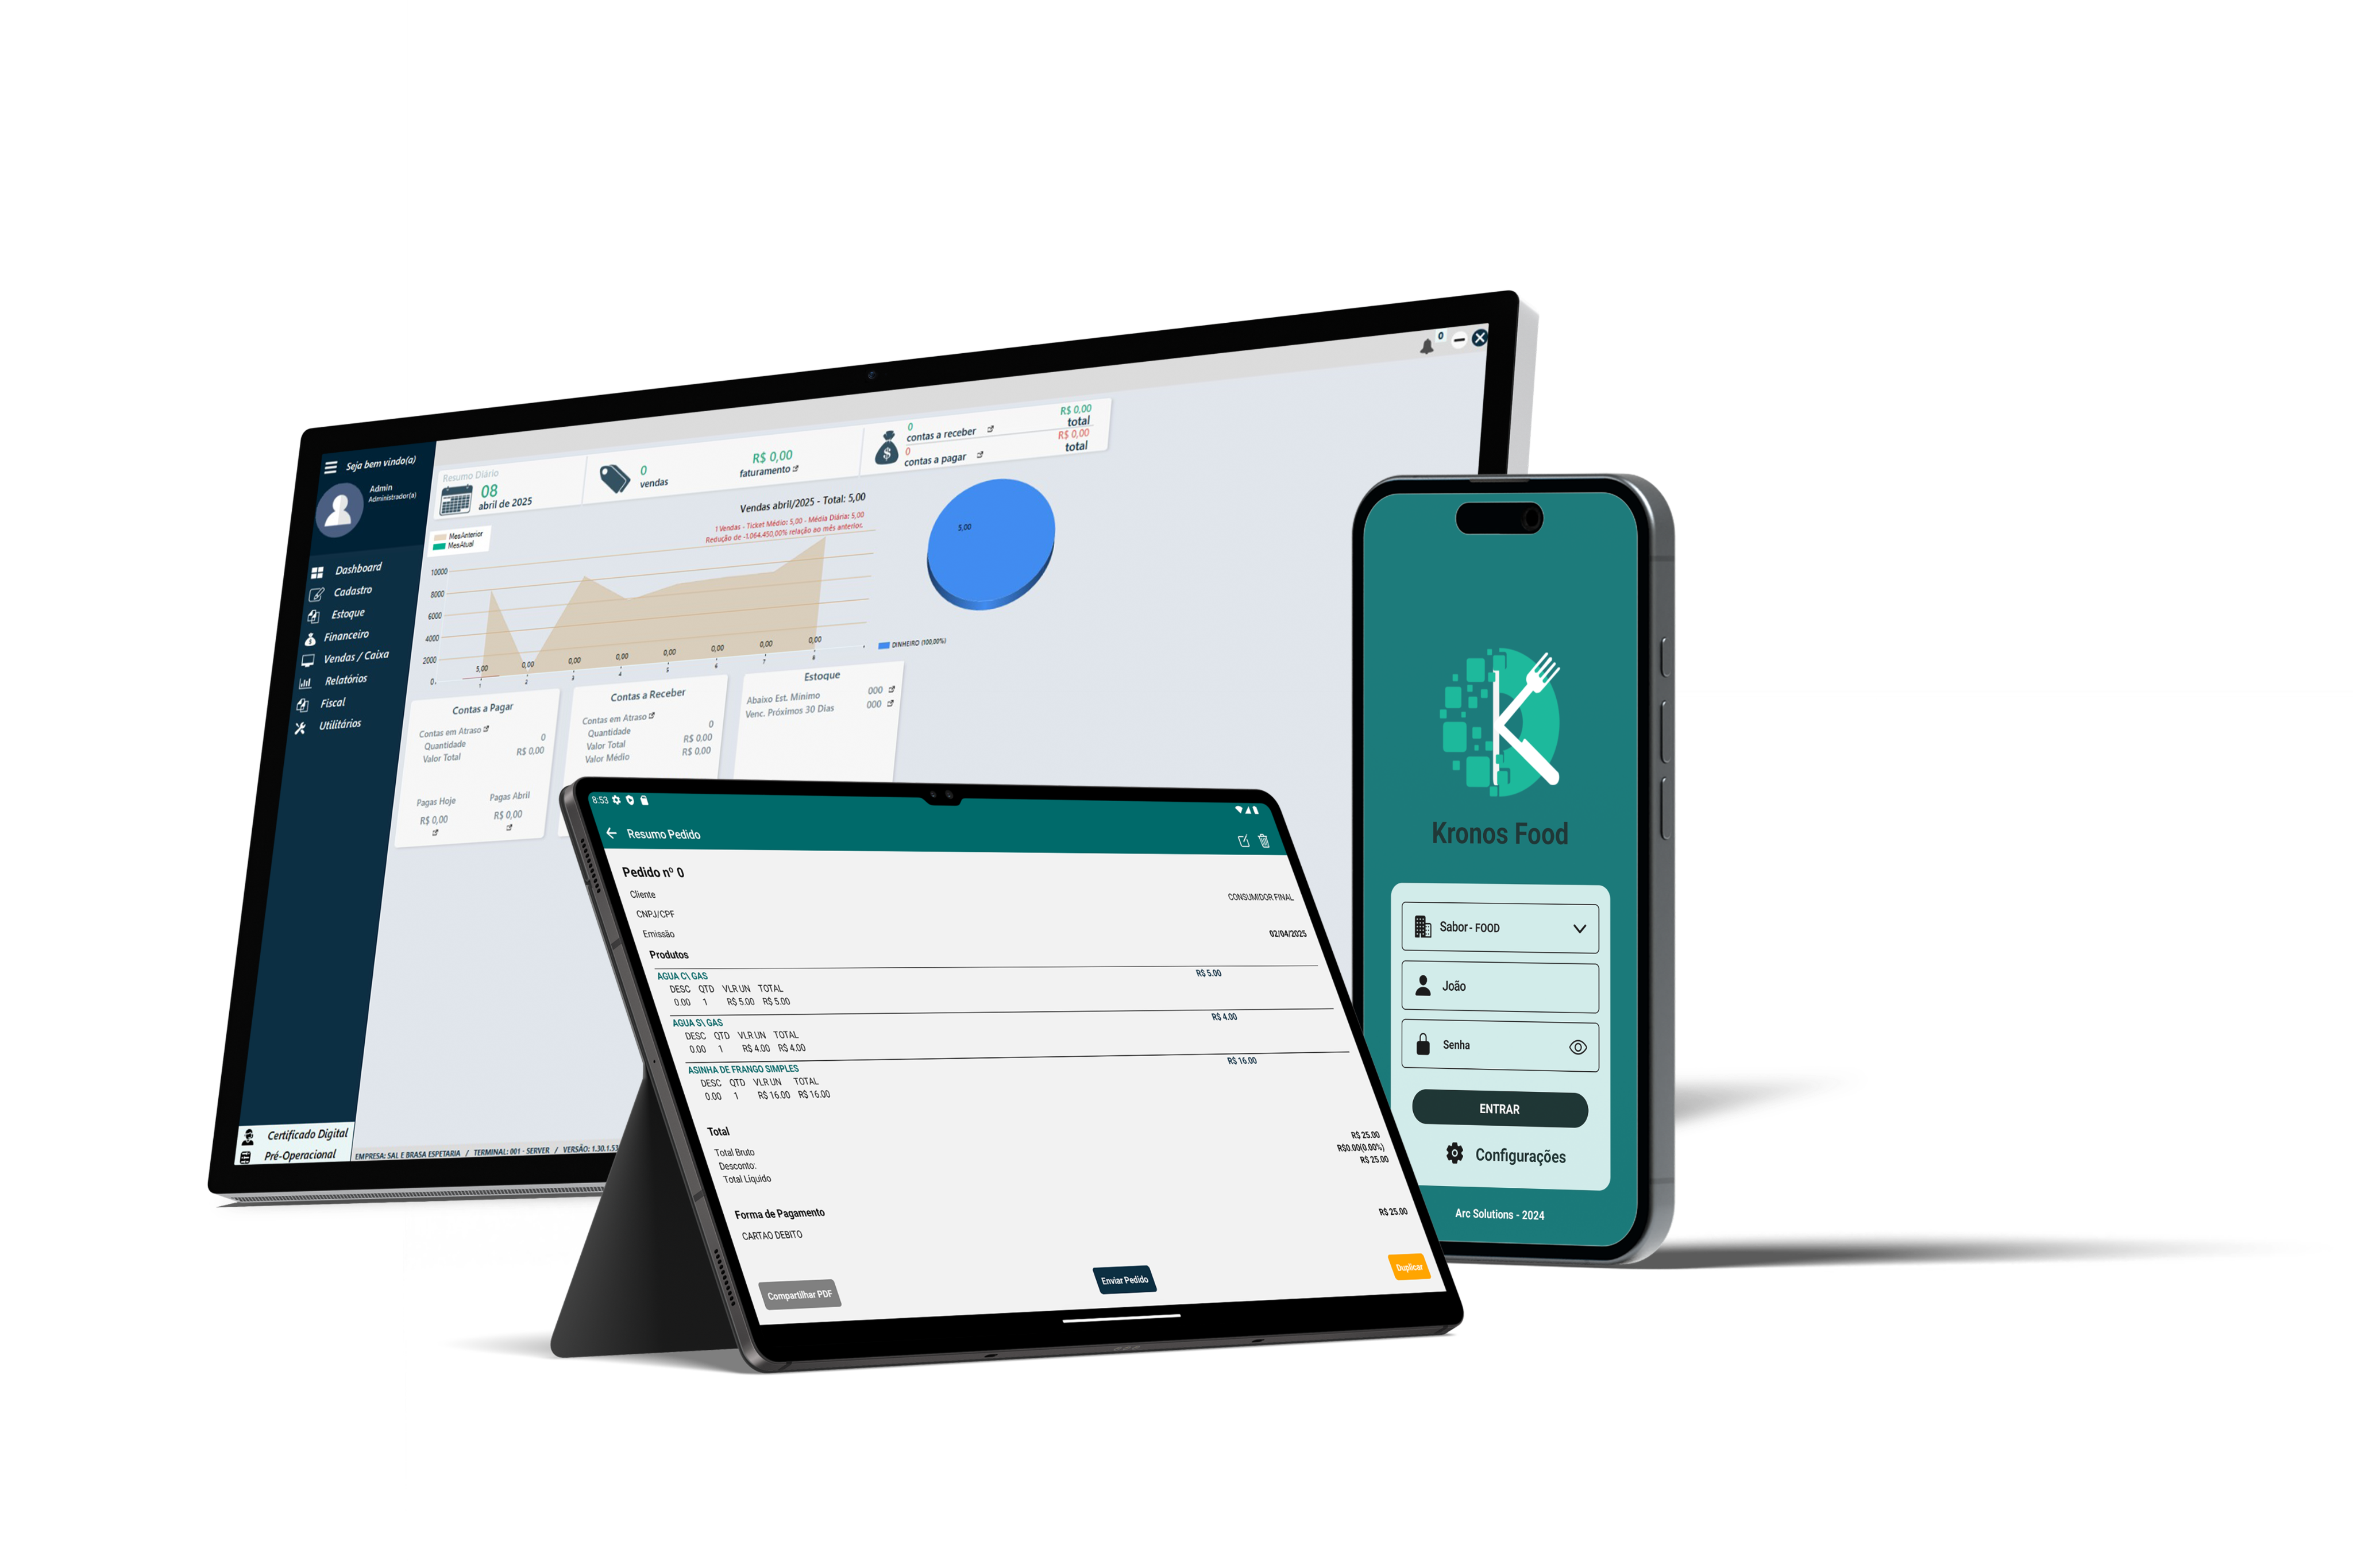 Seja bem vindo(a)
Admin
Administrador(a)
Dashboard
Cadastro
Estoque
Financeiro
Vendas / Caixa
Relatórios
Fiscal
Utilitários
Certificado Digital
Pré-Operacional
0
Resumo Diário
08
abril de 2025
0
vendas
R$ 0,00
faturamento
0
contas a receber
R$ 0,00
total
0
contas a pagar
R$ 0,00
total
Vendas abril/2025 - Total: 5,00
1 Vendas - Ticket Médio: 5,00 - Média Diária: 5,00
Redução de -1.064.450,00% relação ao mês anterior.
MesAnterior
MesAtual
10000
8000
6000
4000
2000
0
5,00 0,00 0,00 0,00 0,00 0,00 0,00 0,00
1 2 3 4 5 6 7 8
5,00
DINHEIRO (100,00%)
Contas a Pagar
Contas em Atraso
Quantidade 0
Valor Total R$ 0,00
Pagas Hoje Pagas Abril
R$ 0,00 R$ 0,00
Contas a Receber
Contas em Atraso
Quantidade 0
Valor Total R$ 0,00
Valor Médio R$ 0,00
Estoque
Abaixo Est. Mínimo 000
Venc. Próximos 30 Dias 000
EMPRESA: SAL E BRASA ESPETARIA / TERMINAL: 001 - SERVER / VERSÃO: 1.30.1.53
8:53
Resumo Pedido
Pedido nº 0
Cliente CONSUMIDOR FINAL
CNPJ/CPF
Emissão 02/04/2025
Produtos
AGUA C\ GAS R$ 5.00
DESC QTD VLR UN TOTAL
0.00 1 R$ 5.00 R$ 5.00
AGUA S\ GAS R$ 4.00
DESC QTD VLR UN TOTAL
0.00 1 R$ 4.00 R$ 4.00
ASINHA DE FRANGO SIMPLES R$ 16.00
DESC QTD VLR UN TOTAL
0.00 1 R$ 16.00 R$ 16.00
Total
Total Bruto R$ 25.00
Desconto: R$0.00(0.00%)
Total Líquido R$ 25.00
Forma de Pagamento
CARTAO DEBITO R$ 25.00
Compartilhar PDF
Enviar Pedido
Duplicar
Kronos Food
Sabor - FOOD
João
Senha
ENTRAR
Configurações
Arc Solutions - 2024